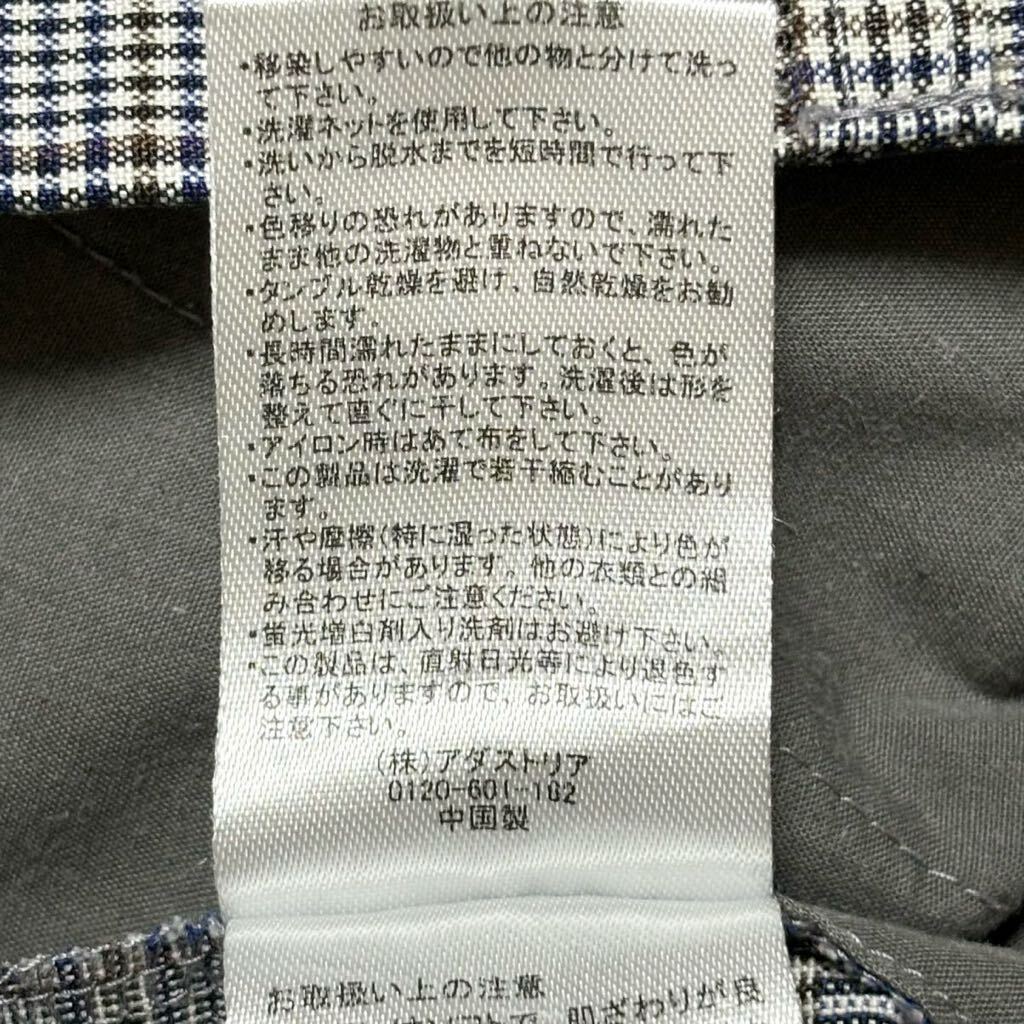 お取扱い上の注意
・移染しやすいので他の物と分けて洗っ
て下さい。
・洗濯ネットを使用して下さい。
・洗いから脱水までを短時間で行って下
さい。
・色移りの恐れがありますので、濡れた
まま他の洗濯物と重ねないで下さい。
・タンブル乾燥を避け、自然乾燥をお勧
めします。
・長時間濡れたままにしておくと、色が
落ちる恐れがあります。洗濯後は形を
整えて直ぐに干して下さい。
・アイロン時はあて布をして下さい。
・この製品は洗濯で若干縮むことがあり
ます。
・汗や摩擦(特に湿った状態)により色が
移る場合があります。他の衣類との組
み合わせにご注意ください。
・蛍光増白剤入り洗剤はお避け下さい。
・この製品は、直射日光等により退色す
る事がありますので、お取扱いにはご
注意下さい。
(株)アダストリア
0120-601-162
中国製
お取扱い上の注意
で、肌ざわりが良